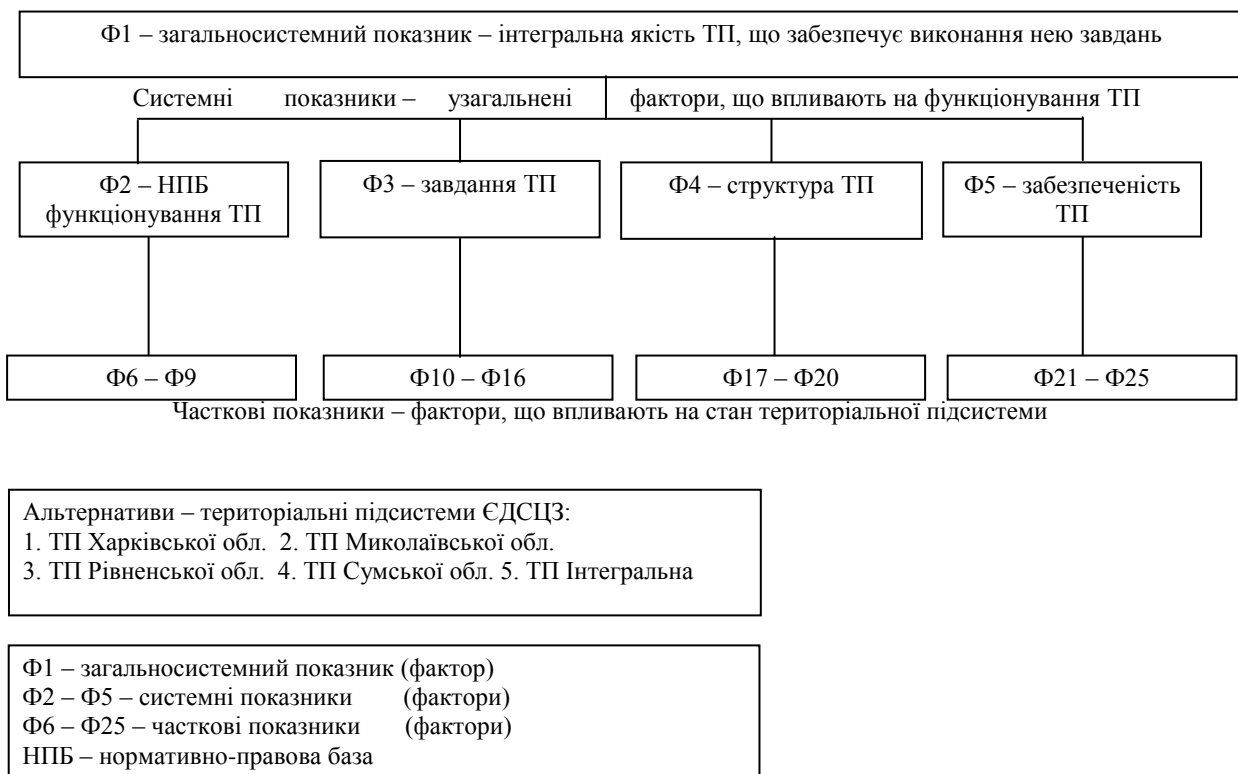 Ф1 – загальносистемний показник – інтегральна якість ТП, що забезпечує виконання нею завдань
Системні показники – узагальнені фактори, що впливають на функціонування ТП
Ф2 – НПБ
функціонування ТП
Ф3 – завдання ТП
Ф4 – структура ТП
Ф5 – забезпеченість
ТП
Ф6 – Ф9
Ф10 – Ф16
Ф17 – Ф20
Ф21 – Ф25
Часткові показники – фактори, що впливають на стан територіальної підсистеми
Альтернативи – територіальні підсистеми ЄДСЦЗ:
1. ТП Харківської обл. 2. ТП Миколаївської обл.
3. ТП Рівненської обл. 4. ТП Сумської обл. 5. ТП Інтегральна
Ф1 – загальносистемний показник (фактор)
Ф2 – Ф5 – системні показники (фактори)
Ф6 – Ф25 – часткові показники (фактори)
НПБ – нормативно-правова база